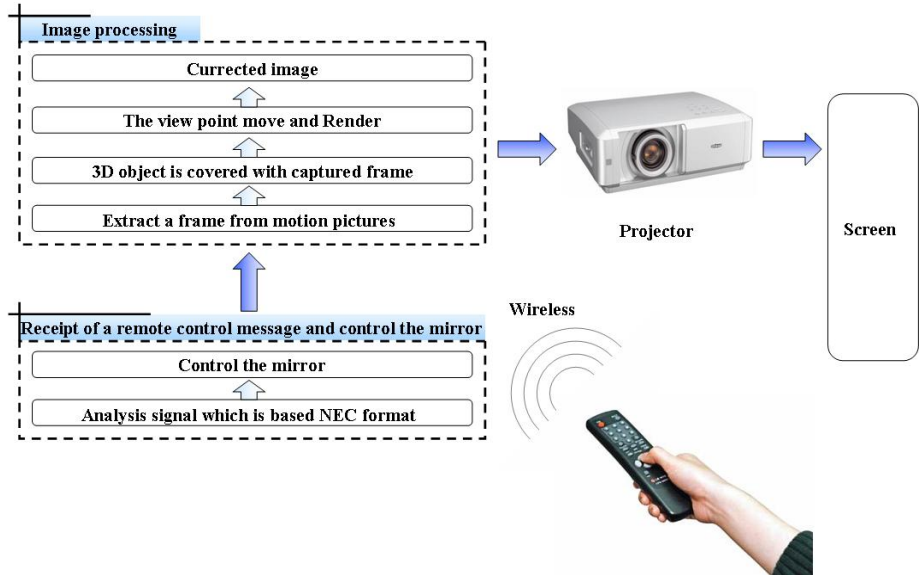 Image processing
Currected image
The view point move and Render
3D object is covered with captured frame
Extract a frame from motion pictures
Projector
Screen
Receipt of a remote control message and control the mirror
Control the mirror
Analysis signal which is based NEC format
Wireless